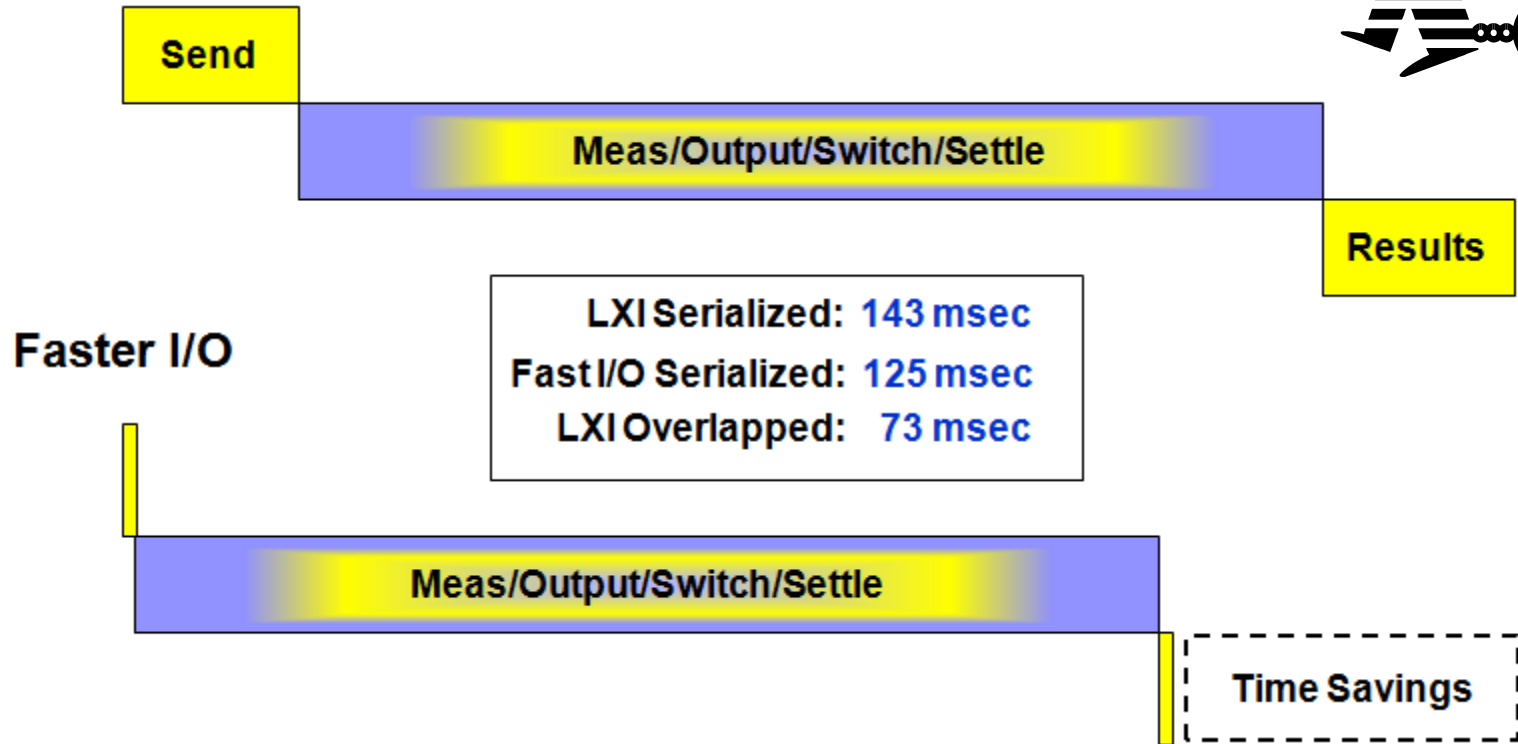 Send
Meas/Output/Switch/Settle
Results
LXI Serialized: 143 msec
Faster I/O
Fast I/O Serialized: 125 msec
LXI Overlapped: 73 msec
Meas/Output/Switch/Settle
Time Savings